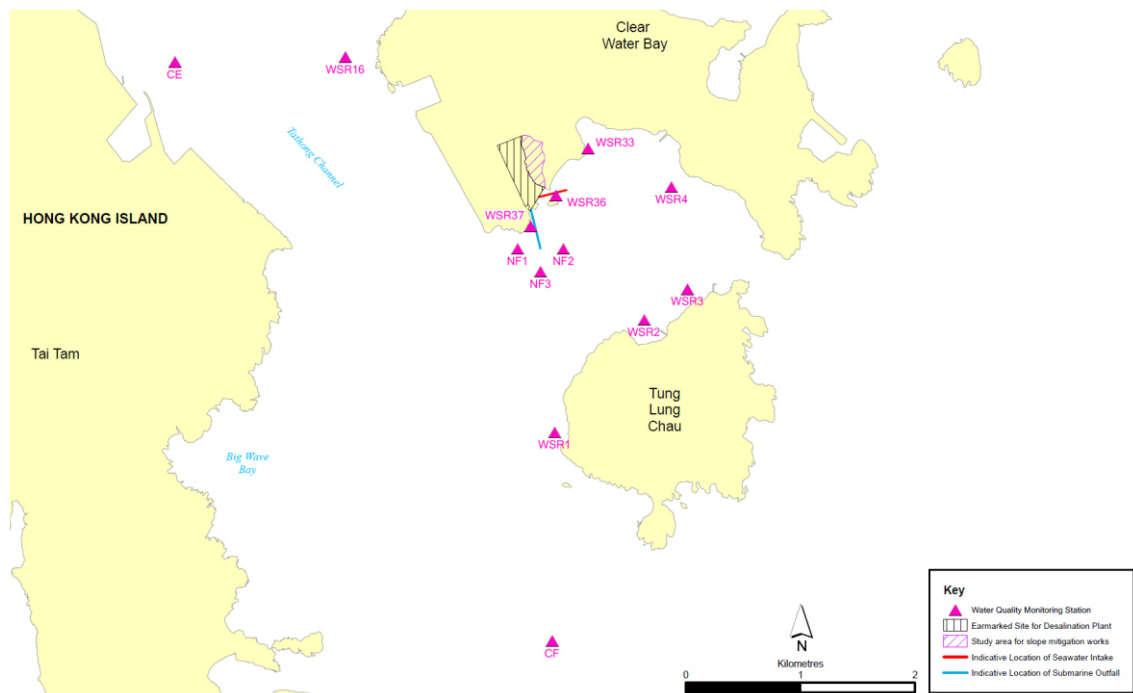 Clear
Water Bay
CE
WSR16
Tathong Channel
WSR33
WSR36
WSR4
HONG KONG ISLAND
WSR37
NF1
NF2
NF3
WSR3
WSR2
Tai Tam
Tung
Lung
Chau
WSR1
Big Wave
Bay
CF
N
Kilometres
0 1 2
Key
Water Quality Monitoring Station
Earmarked Site for Desalination Plant
Study area for slope mitigation works
Indicative Location of Seawater Intake
Indicative Location of Submarine Outfall